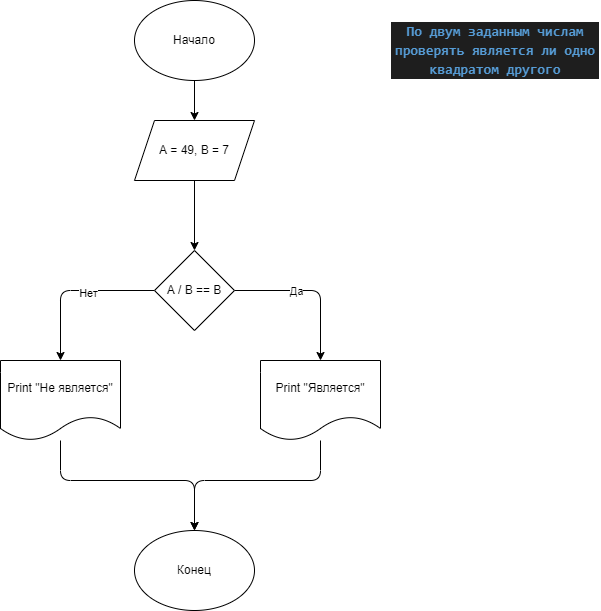 Начало
По двум заданным числам
проверять является ли одно
квадратом другого
A = 49, B = 7
A / B == B
Нет
Да
Print "Не является"
Print "Является"
Конец